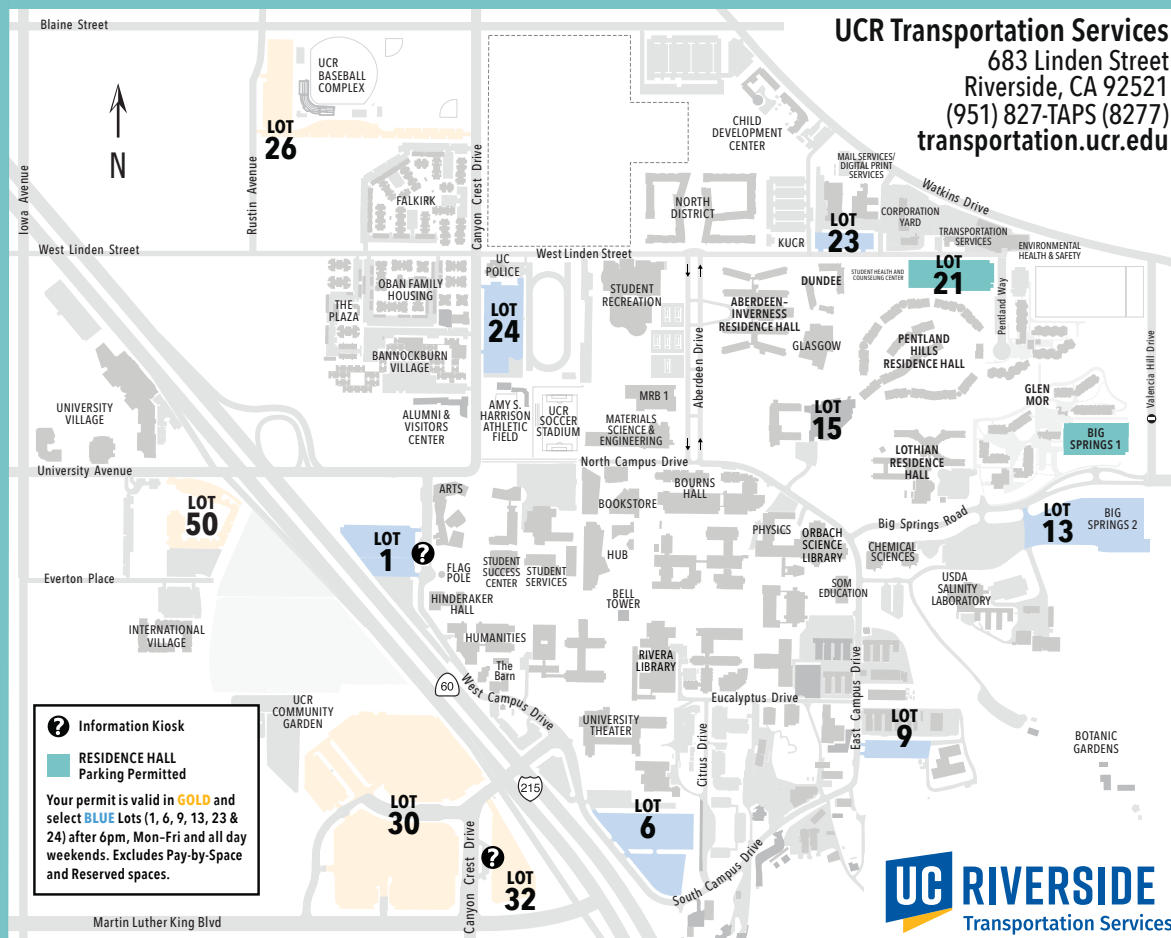 Blaine Street
UCR Transportation Services
683 Linden Street
Riverside, CA 92521
(951) 827-TAPS (8277)
transportation.ucr.edu
UCR
BASEBALL
COMPLEX
LOT
26
N
Iowa Avenue
Rustin Avenue
Canyon Crest Drive
CHILD
DEVELOPMENT
CENTER
MAIL SERVICES/
DIGITAL PRINT
SERVICES
Watkins Drive
FALKIRK
NORTH
DISTRICT
LOT
23
CORPORATION
YARD
TRANSPORTATION
SERVICES
ENVIRONMENTAL
HEALTH & SAFETY
KUCR
West Linden Street
West Linden Street
UC
POLICE
OBAN FAMILY
HOUSING
THE
PLAZA
LOT
24
STUDENT
RECREATION
DUNDEE
STUDENT HEALTH AND
COUNSELING CENTER
LOT
21
Pentland Way
ABERDEEN–
INVERNESS
RESIDENCE HALL
GLASGOW
PENTLAND
HILLS
RESIDENCE HALL
Aberdeen Drive
Valencia Hill Drive
BANNOCKBURN
VILLAGE
GLEN
MOR
UNIVERSITY
VILLAGE
ALUMNI &
VISITORS
CENTER
AMY S.
HARRISON
ATHLETIC
FIELD
UCR
SOCCER
STADIUM
MRB 1
MATERIALS
SCIENCE &
ENGINEERING
LOT
15
BIG
SPRINGS 1
LOTHIAN
RESIDENCE
HALL
University Avenue
North Campus Drive
ARTS
BOOKSTORE
BOURNS
HALL
LOT
50
LOT
1
?
PHYSICS
ORBACH
SCIENCE
LIBRARY
Big Springs Road
LOT
13
BIG
SPRINGS 2
CHEMICAL
SCIENCES
FLAG
POLE
STUDENT
SUCCESS
CENTER
STUDENT
SERVICES
HUB
Everton Place
HINDERAKER
HALL
BELL
TOWER
SOM
EDUCATION
USDA
SALINITY
LABORATORY
INTERNATIONAL
VILLAGE
HUMANITIES
The
Barn
RIVERA
LIBRARY
60
West Campus Drive
Eucalyptus Drive
East Campus Drive
UCR
COMMUNITY
GARDEN
UNIVERSITY
THEATER
Citrus Drive
LOT
9
BOTANIC
GARDENS
? Information Kiosk
RESIDENCE HALL
Parking Permitted
Your permit is valid in GOLD and
select BLUE Lots (1, 6, 9, 13, 23 &
24) after 6pm, Mon–Fri and all day
weekends. Excludes Pay-by-Space
and Reserved spaces.
215
LOT
30
LOT
6
Canyon Crest Drive
?
LOT
32
South Campus Drive
Martin Luther King Blvd
UC RIVERSIDE
Transportation Services